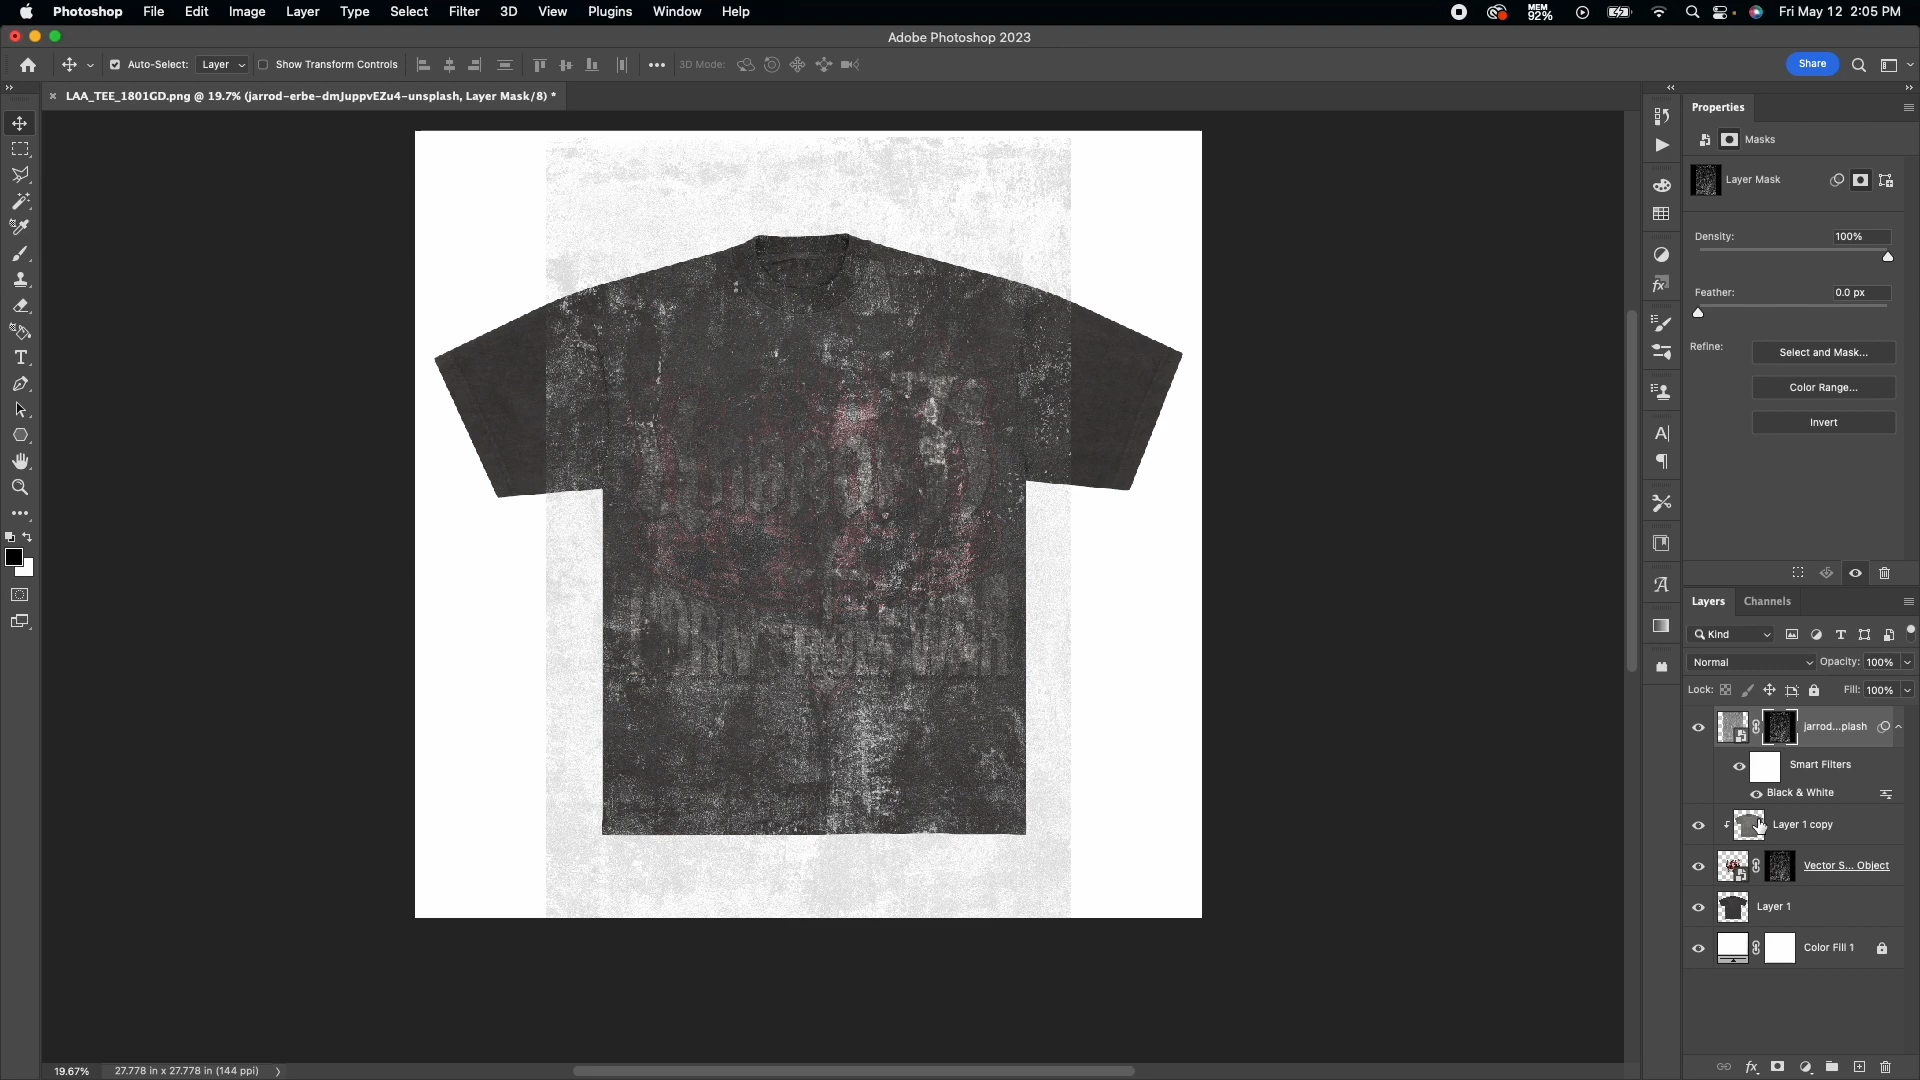 Photoshop File Edit Image Layer Type Select Filter 3D View Plugins Window Help MEM 92% Fri May 12 2:05 PM
Adobe Photoshop 2023
Auto-Select: Layer Show Transform Controls 3D Mode: Share
LAA_TEE_1801GD.png @ 19.7% (jarrod-erbe-dmJuppvEZu4-unsplash, Layer Mask/8) *
Properties
Masks
Layer Mask
Density: 100%
Feather: 0.0 px
Refine: Select and Mask...
Color Range...
Invert
Layers Channels
Kind
Normal Opacity: 100%
Lock: Fill: 100%
jarrod...plash
Smart Filters
Black & White
Layer 1 copy
Vector S... Object
Layer 1
Color Fill 1
19.67% 27.778 in x 27.778 in (144 ppi)